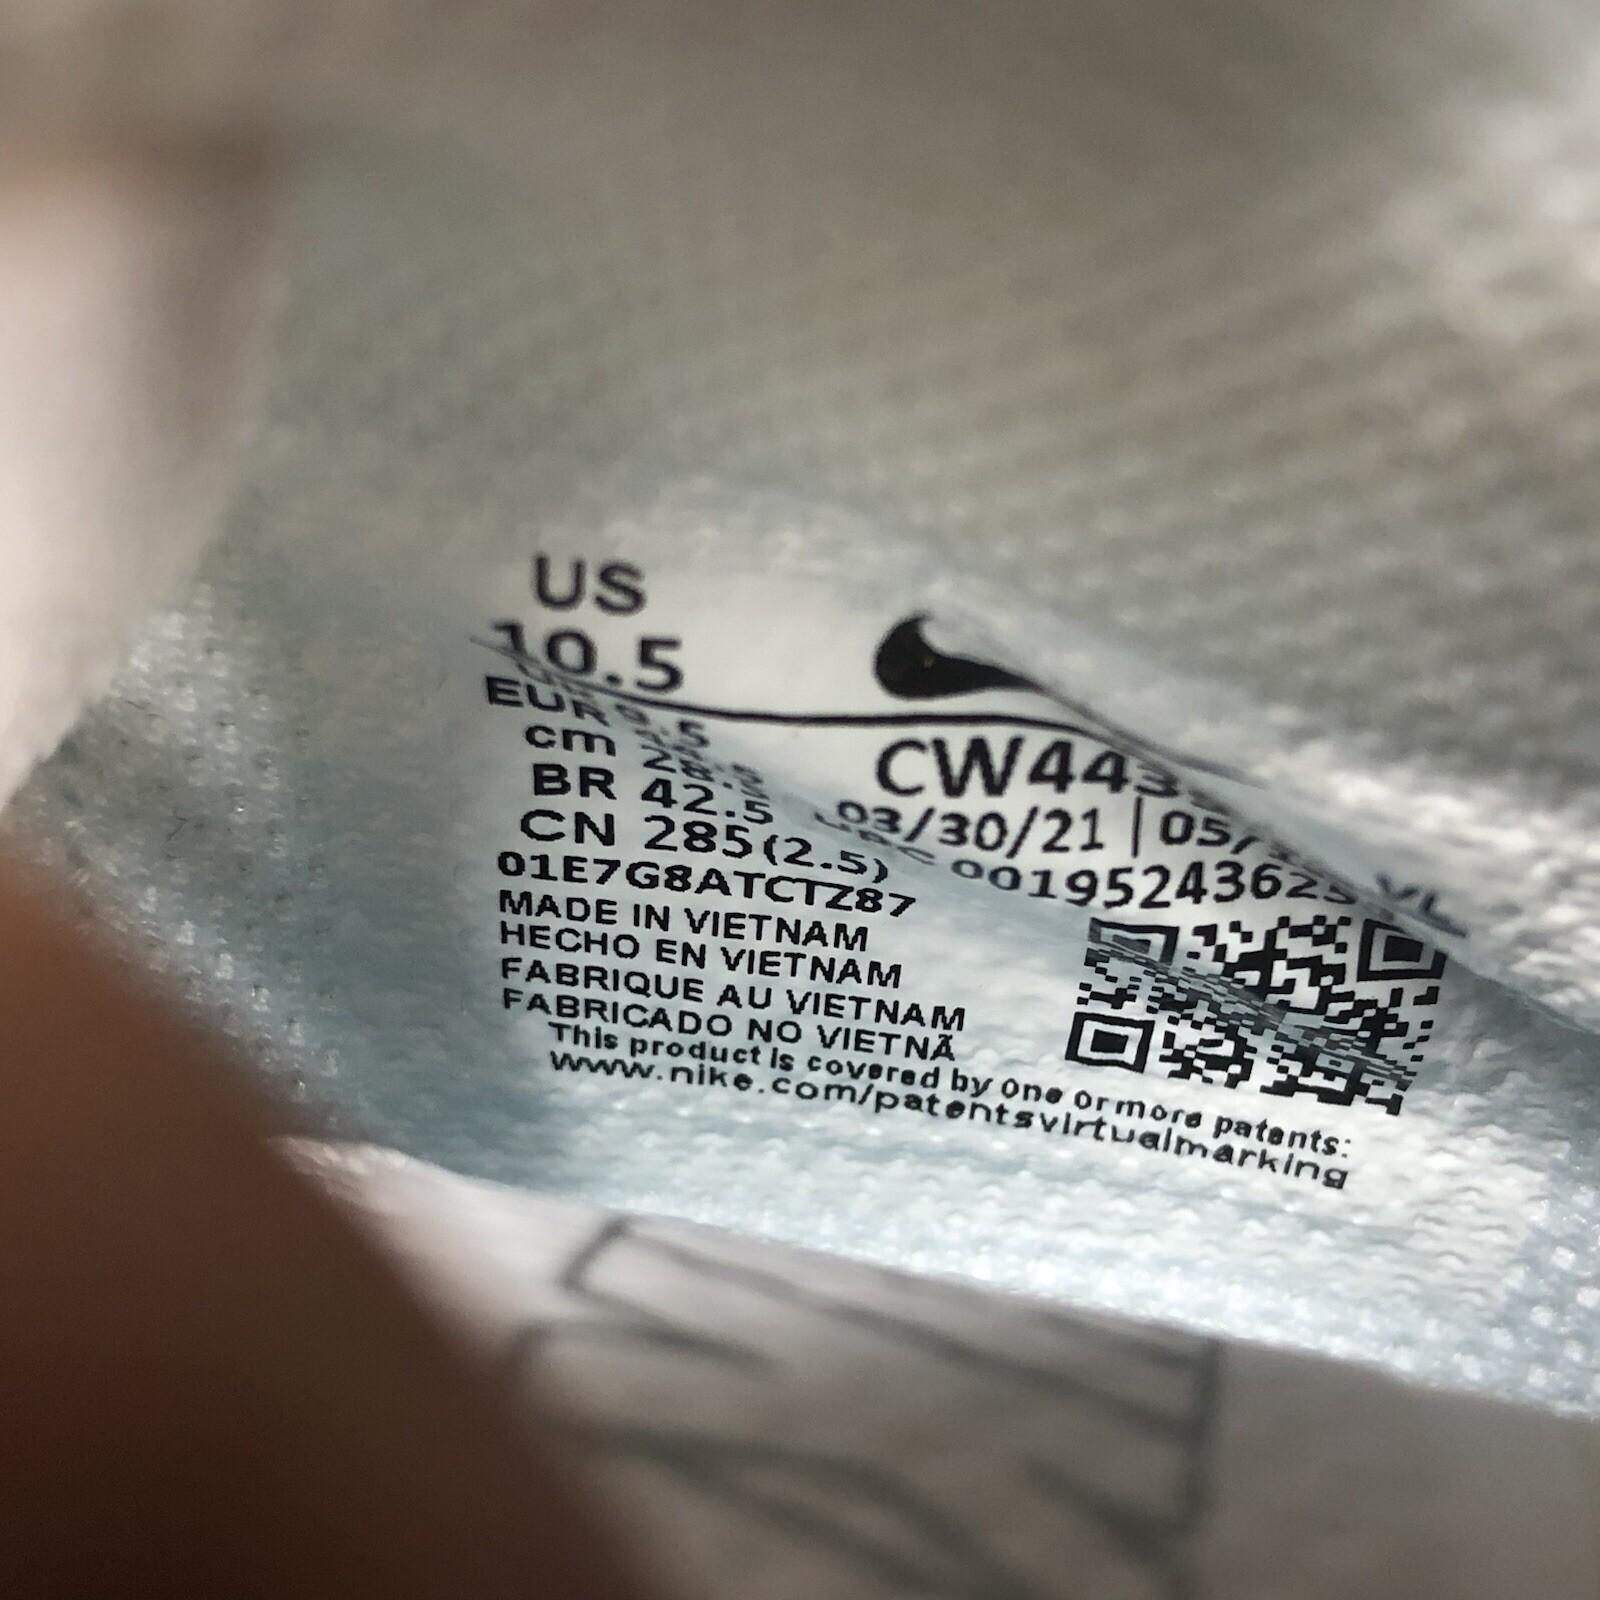 US
10.5
EUR
cm
BR 42.5
CN 285(2.5)
03/30/21 |
01E7G8ATCTZ87
MADE IN VIETNAM
HECHO EN VIETNAM
FABRIQUE AU VIETNAM
FABRICADO NO VIETNÃ
This product is covered by one or more patents:
www.nike.com/patentsvirtualmarking